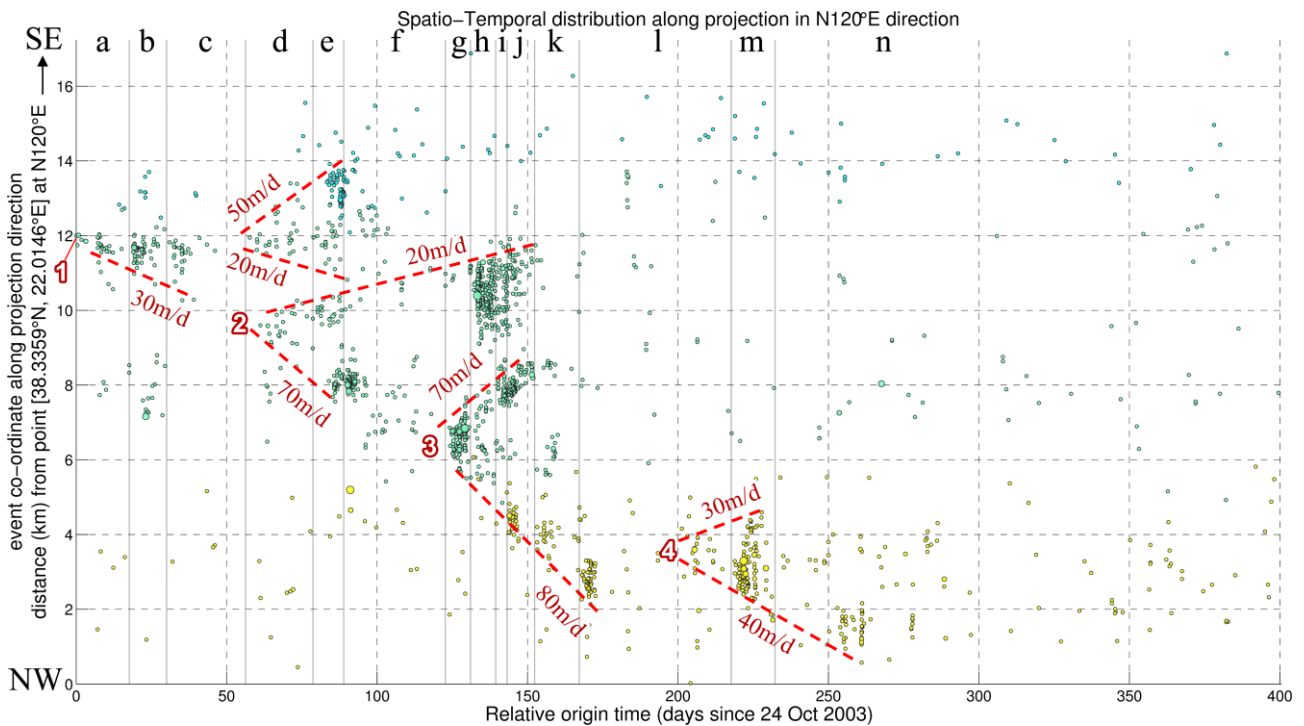 Spatio-Temporal distribution along projection in N120°E direction
SE
a b c d e f g h i j k l m n
event co-ordinate along projection direction
distance (km) from point [38.3359°N, 22.0146°E] at N120°E
16
14
12
10
8
6
4
2
0
50m/d
20m/d
20m/d
1
30m/d
2
70m/d
70m/d
3
30m/d
4
80m/d
40m/d
NW
0 50 100 150 200 250 300 350 400
Relative origin time (days since 24 Oct 2003)